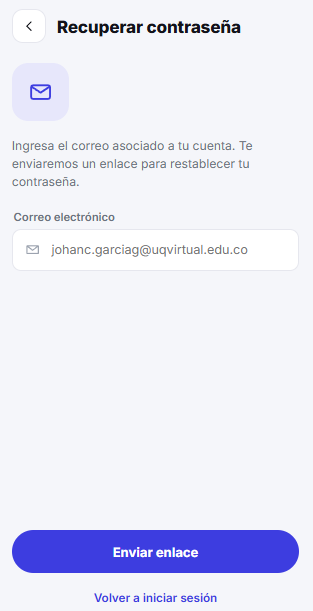 Recuperar contraseña
Ingresa el correo asociado a tu cuenta. Te
enviaremos un enlace para restablecer tu
contraseña.
Correo electrónico
johanc.garciag@uqvirtual.edu.co
Enviar enlace
Volver a iniciar sesión